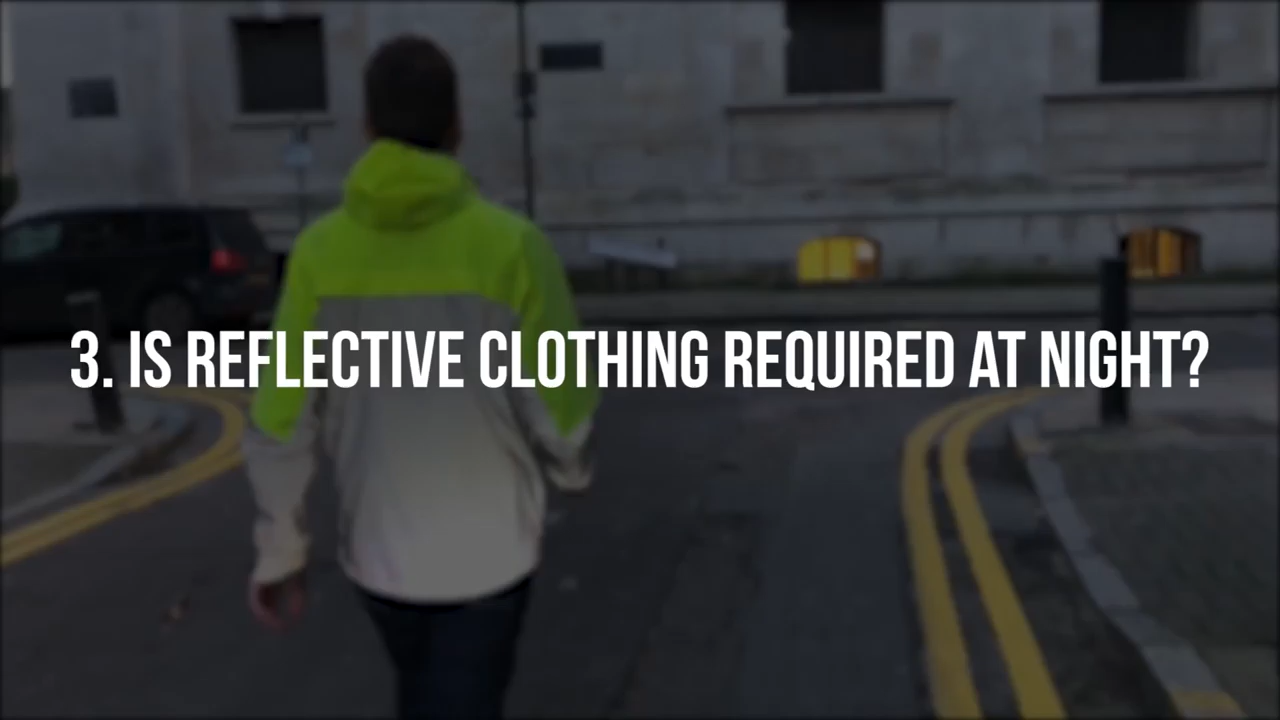 3. IS REFLECTIVE CLOTHING REQUIRED AT NIGHT?